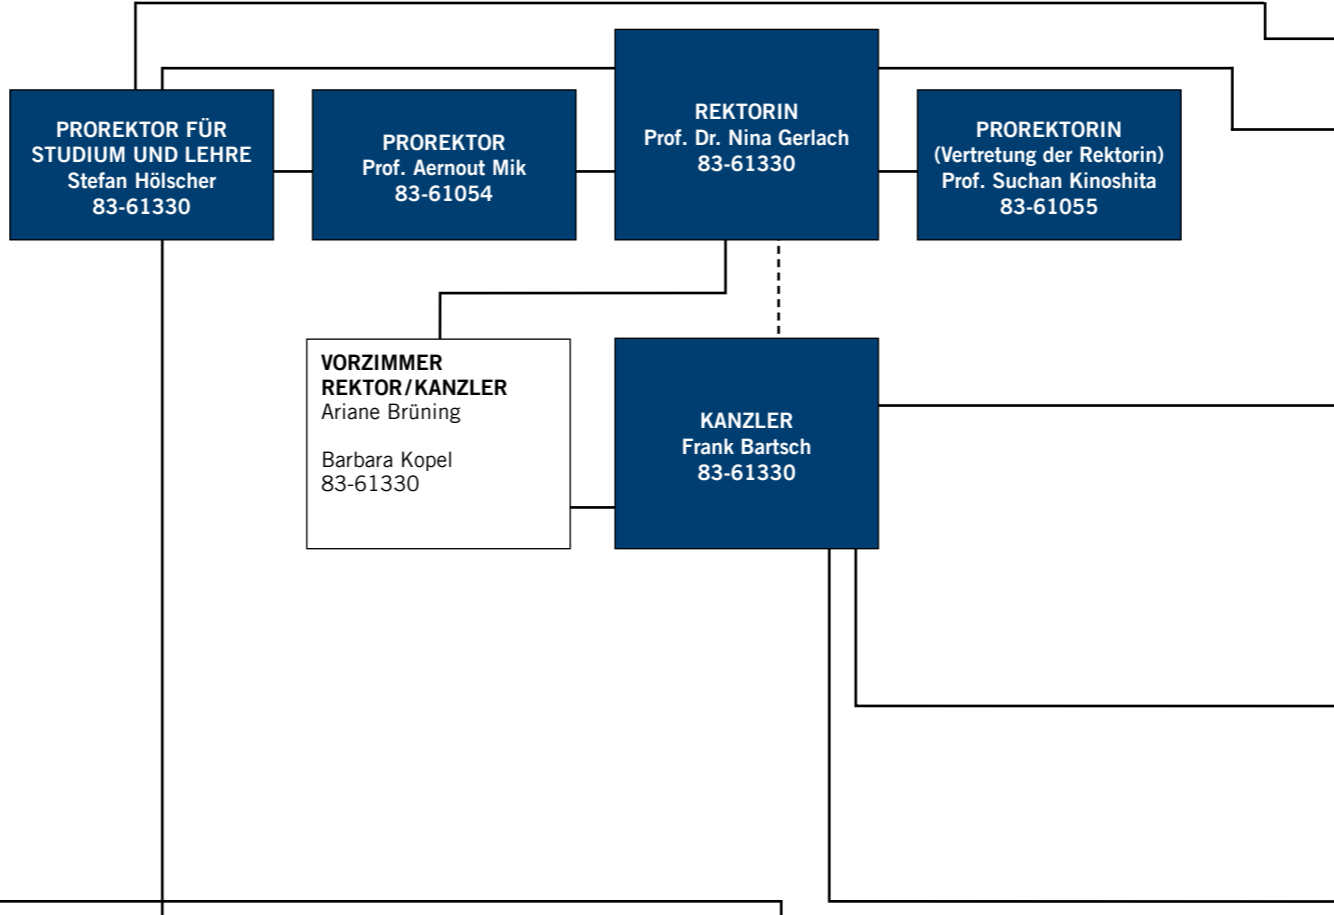 PROREKTOR FÜR
STUDIUM UND LEHRE
Stefan Hölscher
83-61330
PROREKTOR
Prof. Aernout Mik
83-61054
REKTORIN
Prof. Dr. Nina Gerlach
83-61330
PROREKTORIN
(Vertretung der Rektorin)
Prof. Suchan Kinoshita
83-61055
VORZIMMER
REKTOR/KANZLER
Ariane Brüning
Barbara Kopel
83-61330
KANZLER
Frank Bartsch
83-61330